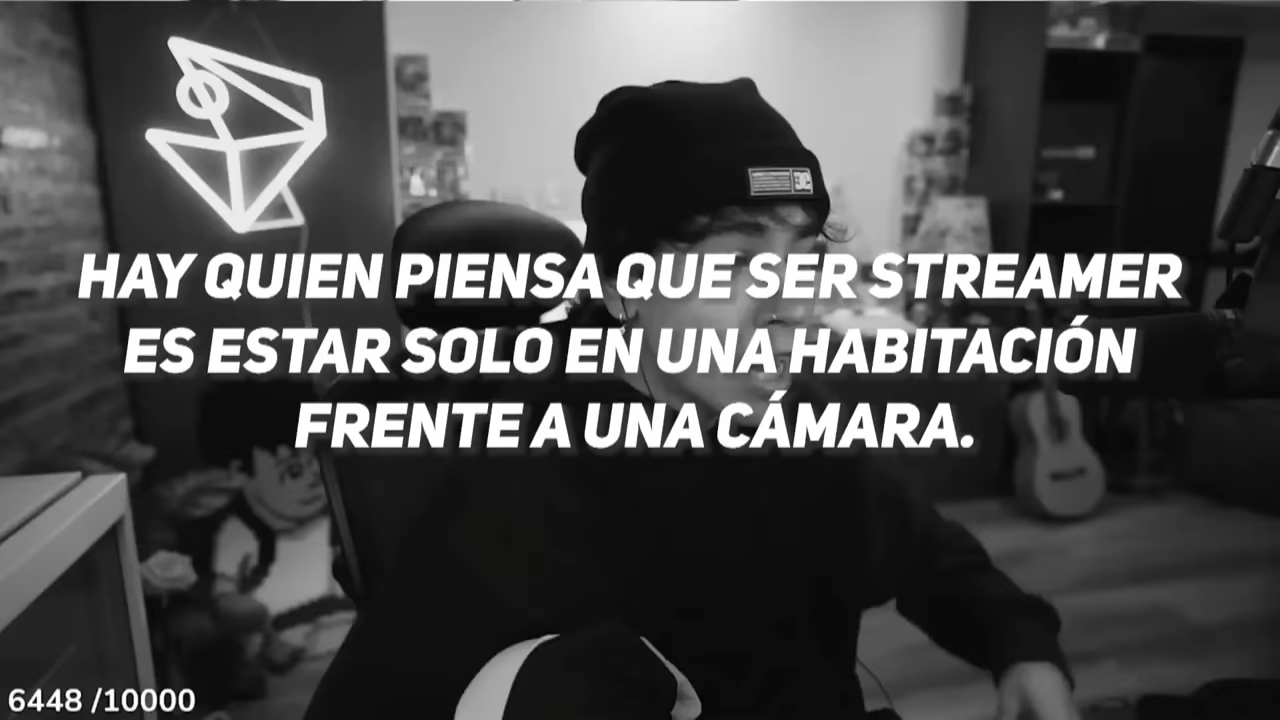 HAY QUIEN PIENSA QUE SER STREAMER
ES ESTAR SOLO EN UNA HABITACIÓN
FRENTE A UNA CÁMARA.
6448 /10000